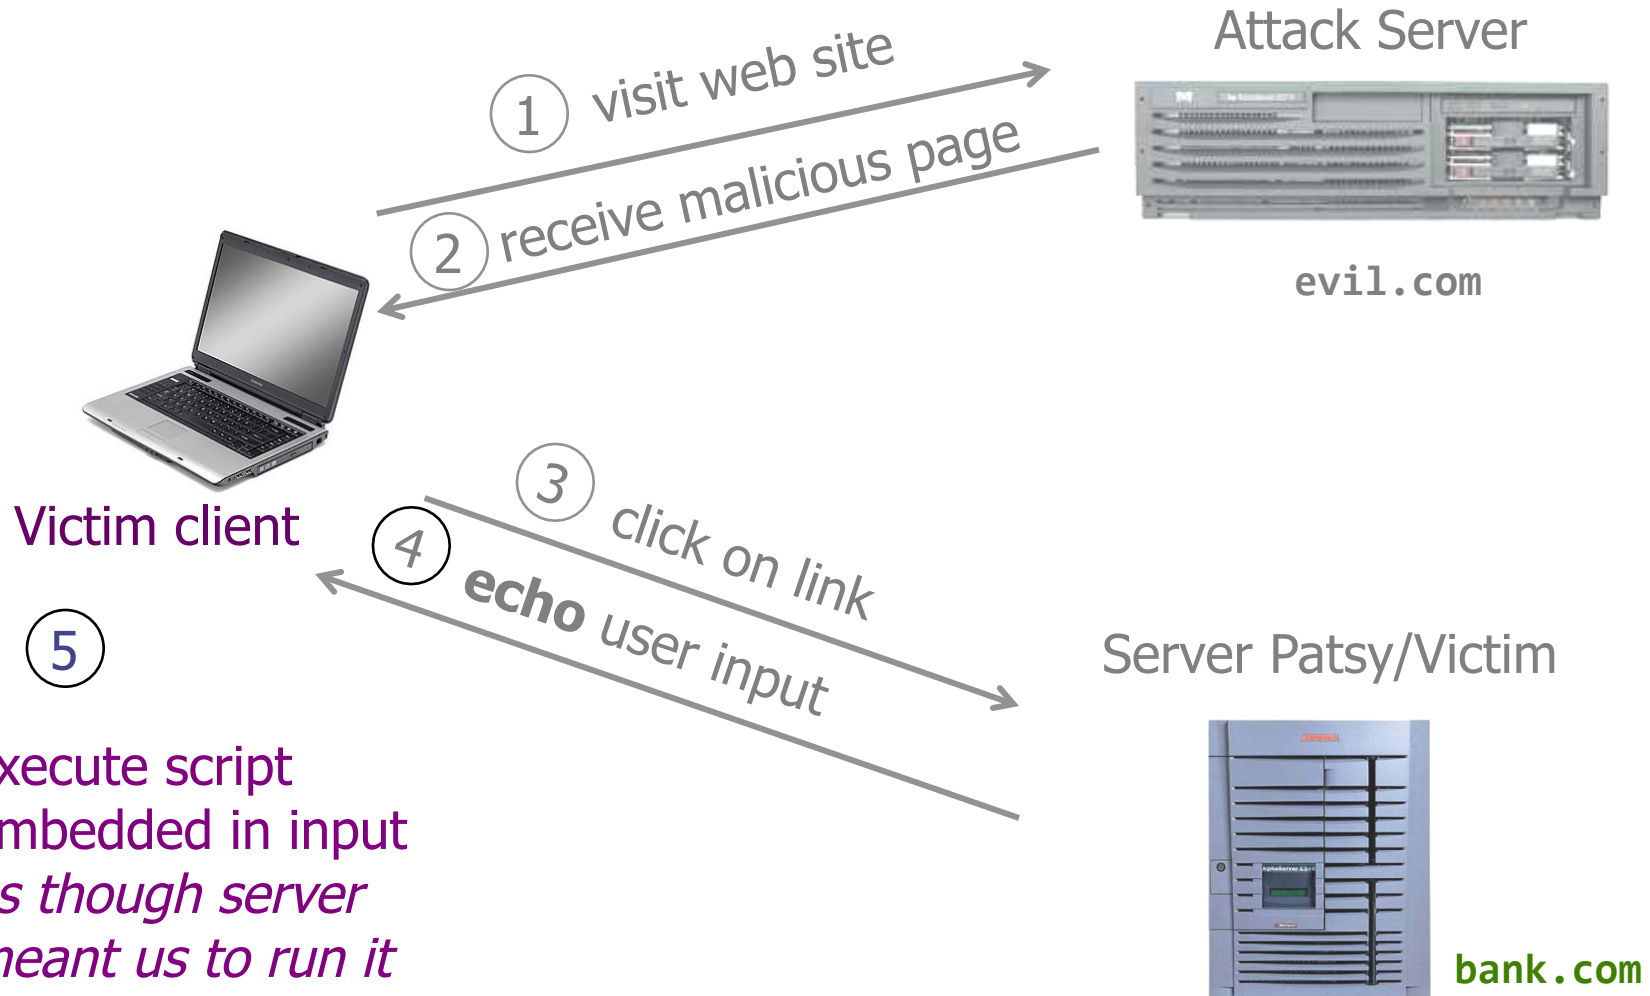 Attack Server
1 visit web site
2 receive malicious page
evil.com
3 click on link
4 echo user input
Victim client
5
Server Patsy/Victim
xecute script
mbedded in input
s though server
meant us to run it
bank.com